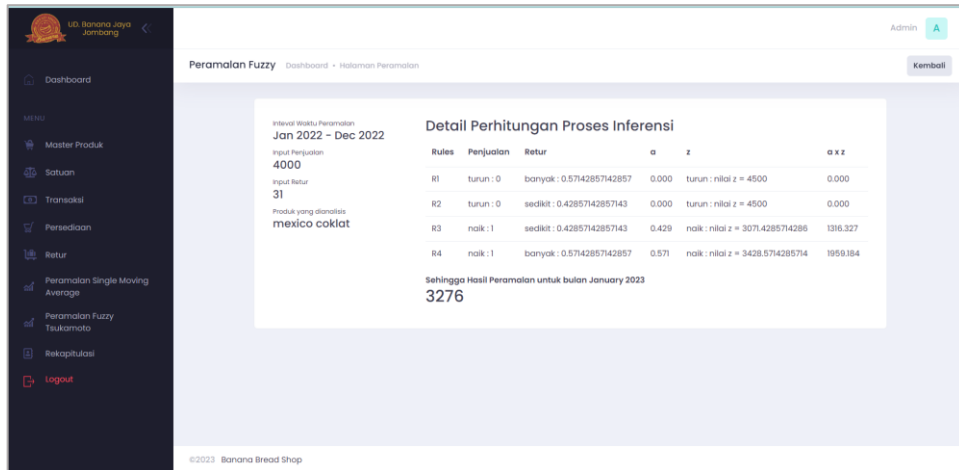 UD. Banana Jaya
Jombang
Admin
A
Peramalan Fuzzy Dashboard • Halaman Peramalan
Kembali
Dashboard
MENU
Master Produk
Satuan
Transaksi
Persediaan
Retur
Peramalan Single Moving
Average
Peramalan Fuzzy
Tsukamoto
Rekapitulasi
Logout
Inteval Waktu Peramalan
Jan 2022 - Dec 2022
Input Penjualan
4000
Input Retur
31
Produk yang dianalisis
mexico coklat
Detail Perhitungan Proses Inferensi
Rules Penjualan Retur α z α x z
R1 turun : 0 banyak : 0.57142857142857 0.000 turun : nilai z = 4500 0.000
R2 turun : 0 sedikit : 0.42857142857143 0.000 turun : nilai z = 4500 0.000
R3 naik : 1 sedikit : 0.42857142857143 0.429 naik : nilai z = 3071.4285714286 1316.327
R4 naik : 1 banyak : 0.57142857142857 0.571 naik : nilai z = 3428.5714285714 1959.184
Sehingga Hasil Peramalan untuk bulan January 2023
3276
©2023 Banana Bread Shop